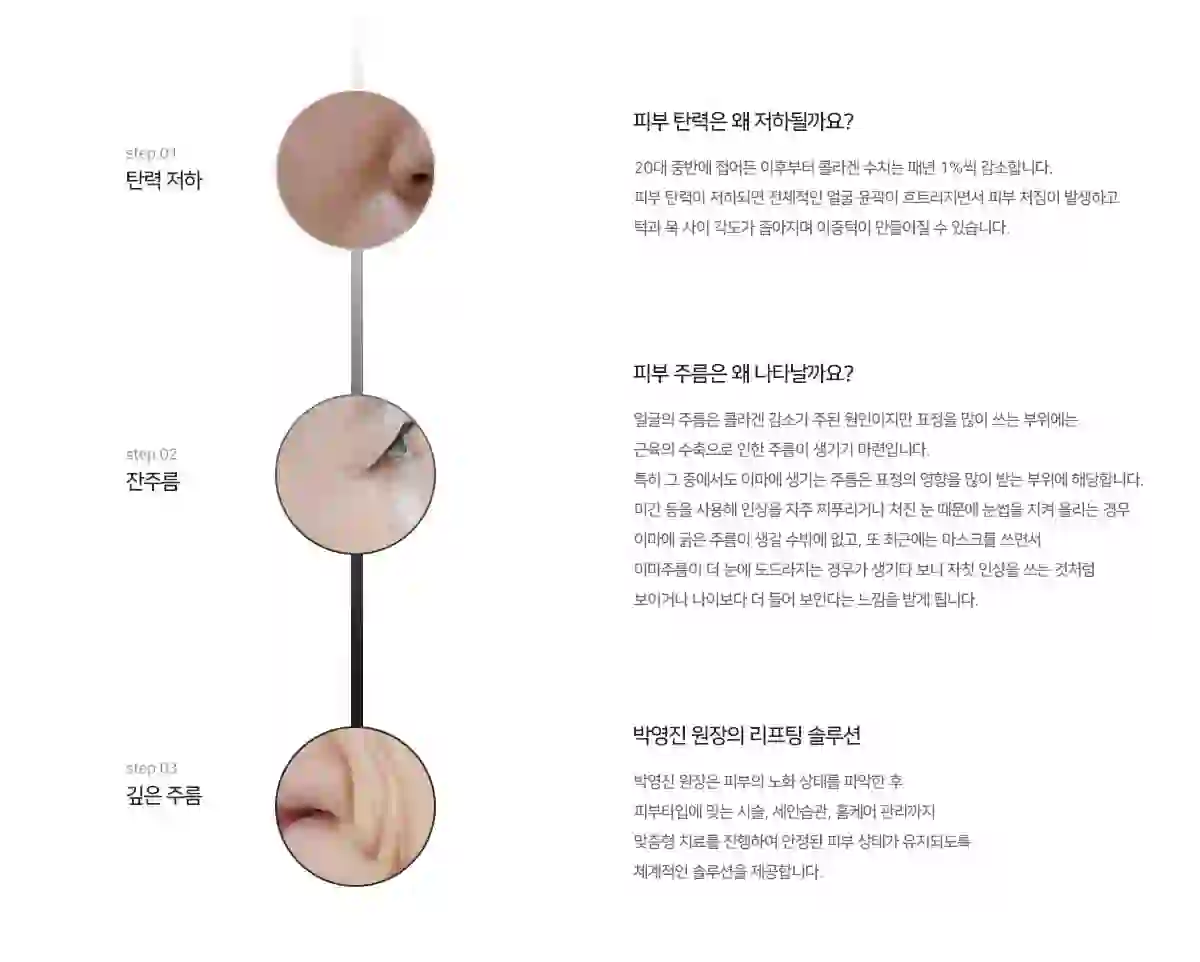 step.01
탄력 저하
피부 탄력은 왜 저하될까요?
20대 중반에 접어든 이후부터 콜라겐 수치는 매년 1%씩 감소합니다.
피부 탄력이 저하되면 전체적인 얼굴 윤곽이 흐트러지면서 피부 처짐이 발생하고
턱과 목 사이 각도가 좁아지며 이중턱이 만들어질 수 있습니다.
step.02
잔주름
피부 주름은 왜 나타날까요?
얼굴의 주름은 콜라겐 감소가 주된 원인이지만 표정을 많이 쓰는 부위에는
근육의 수축으로 인한 주름이 생기기 마련입니다.
특히 그 중에서도 이마에 생기는 주름은 표정의 영향을 많이 받는 부위에 해당합니다.
미간 등을 사용해 인상을 자주 찌푸리거나 처진 눈 때문에 눈썹을 치켜 올리는 경우
이마에 굵은 주름이 생길 수밖에 없고, 또 최근에는 마스크를 쓰면서
이마주름이 더 눈에 도드라지는 경우가 생기다 보니 자칫 인상을 쓰는 것처럼
보이거나 나이보다 더 들어 보인다는 느낌을 받게 됩니다.
step.03
깊은 주름
박영진 원장의 리프팅 솔루션
박영진 원장은 피부의 노화 상태를 파악한 후
피부타입에 맞는 시술, 세안습관, 홈케어 관리까지
맞춤형 치료를 진행하여 안정된 피부 상태가 유지되도록
체계적인 솔루션을 제공합니다.